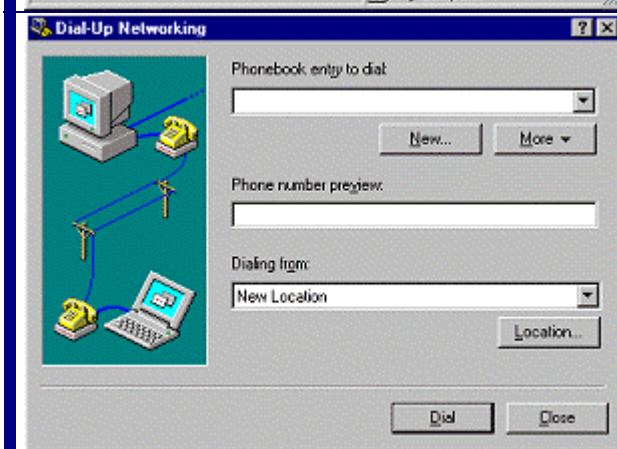 Dial-Up Networking
Phonebook entry to dial:
New...
More
Phone number preview:
Dialing from:
New Location
Location...
Dial
Close